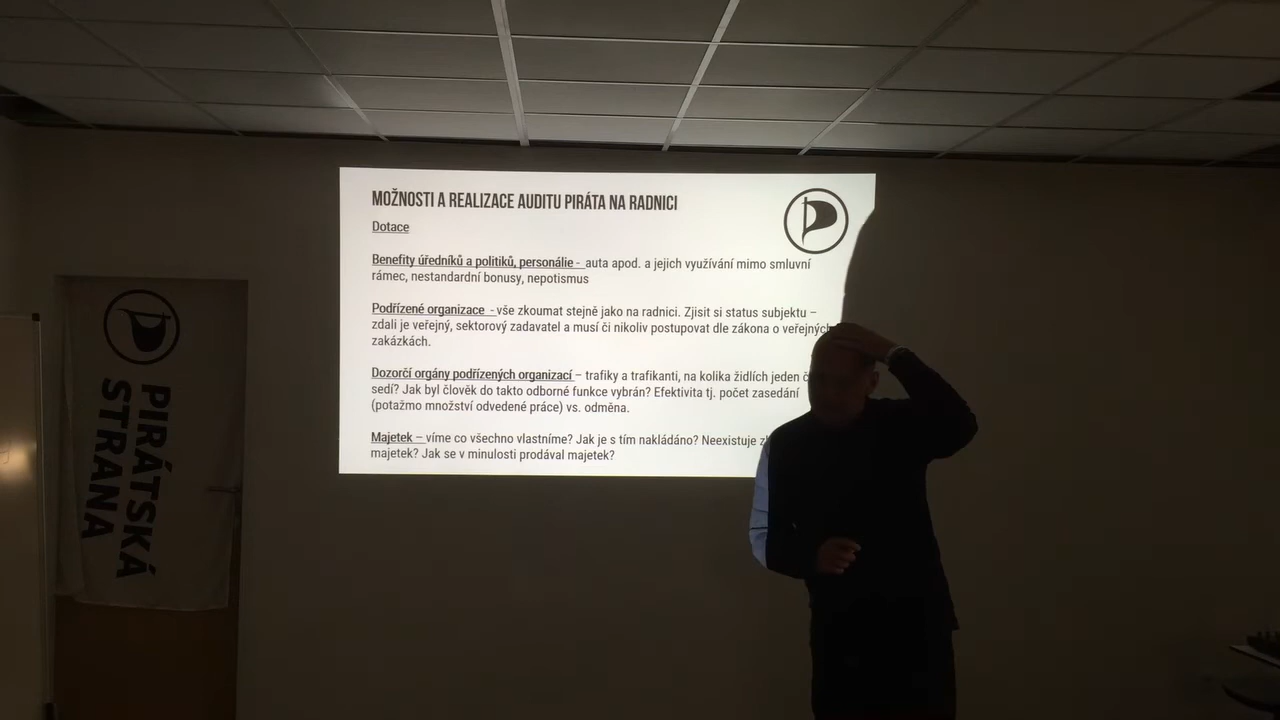 MOŽNOSTI A REALIZACE AUDITU PIRÁTA NA RADNICI
Dotace
Benefity úředníků a politiků, personálie - auta apod. a jejich využívání mimo smluvní
rámec, nestandardní bonusy, nepotismus
Podřízené organizace - vše zkoumat stejně jako na radnici. Zjisit si status subjektu –
zdali je veřejný, sektorový zadavatel a musí či nikoliv postupovat dle zákona o veřejných
zakázkách.
Dozorčí orgány podřízených organizací – trafiky a trafikanti, na kolika židlích jeden
sedí? Jak byl člověk do takto odborné funkce vybrán? Efektivita tj. počet zasedání
(potažmo množství odvedené práce) vs. odměna.
Majetek – víme co všechno vlastníme? Jak je s tím nakládáno? Neexistuje
majetek? Jak se v minulosti prodával majetek?
PIRÁTSKÁ
STRANA